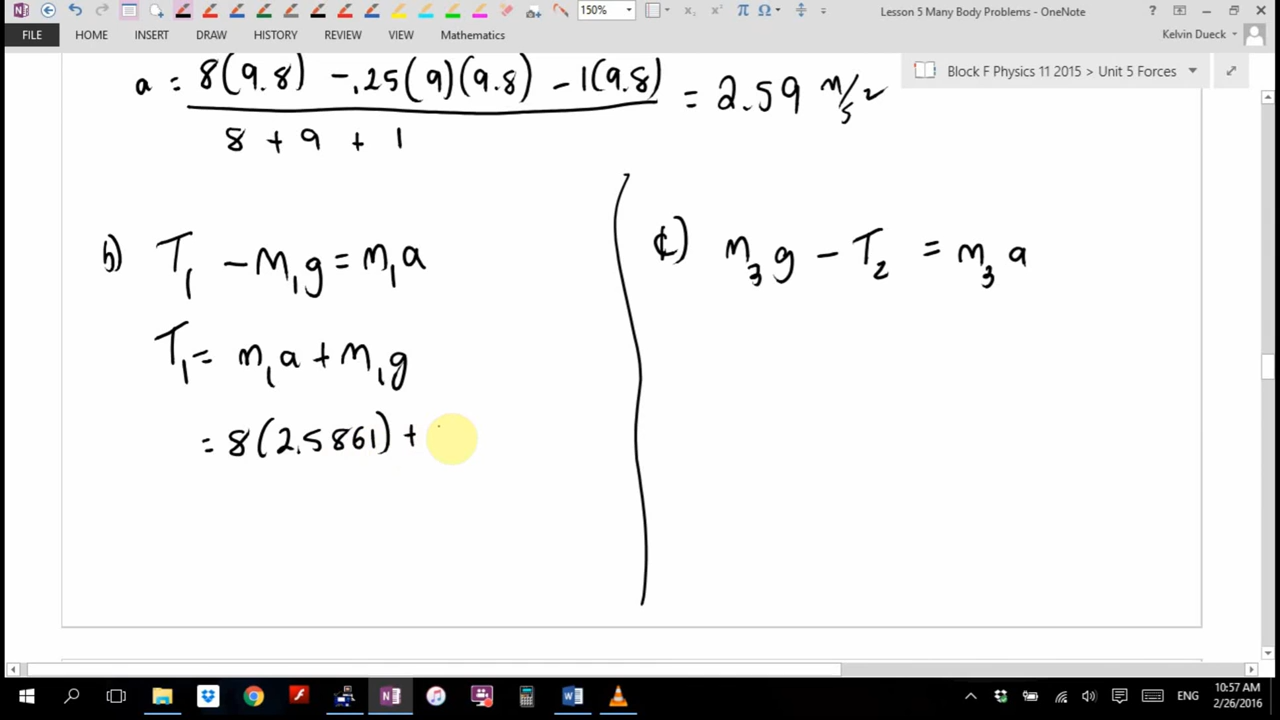 150%
Lesson 5 Many Body Problems - OneNote
FILE HOME INSERT DRAW HISTORY REVIEW VIEW Mathematics
Kelvin Dueck
Block F Physics 11 2015 > Unit 5 Forces
a = 8(9.8) - .25(9)(9.8) - 1(9.8) = 2.59 m/s2
8 + 9 + 1
b) T1 - m1g = m1a
c) m3g - T2 = m3a
T1 = m1a + m1g
= 8(2.5861) +
ENG
10:57 AM
2/26/2016